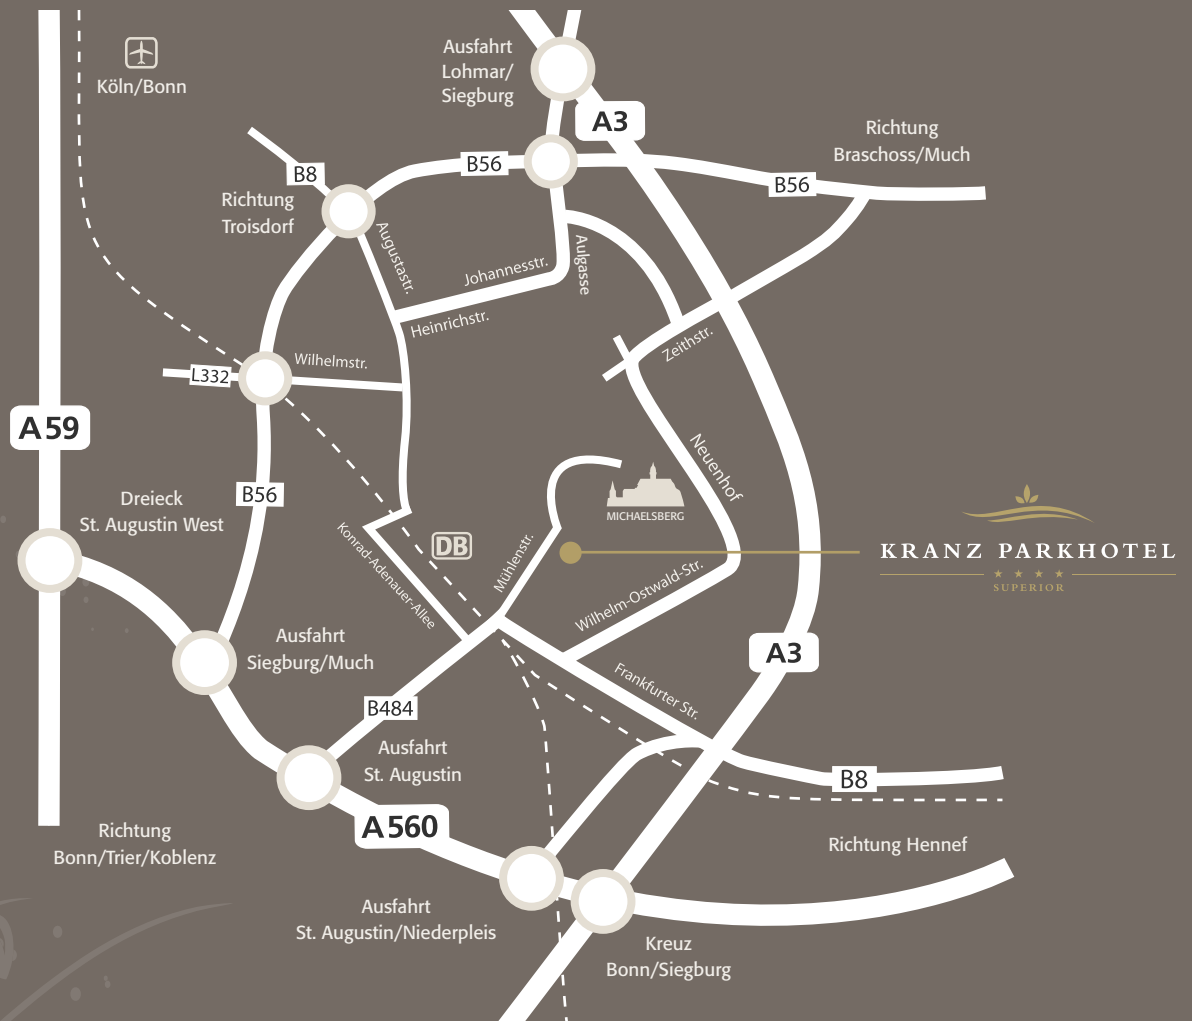 Ausfahrt
Lohmar/
Siegburg
Köln/Bonn
A3
Richtung
Braschoss/Much
B8
B56
B56
Richtung
Troisdorf
Augustastr.
Johannesstr.
Aulgasse
Heinrichstr.
Zeithstr.
Wilhelmstr.
L332
A59
Neuenhof
Dreieck
St. Augustin West
B56
MICHAELSBERG
DB
Konrad-Adenauer-Allee
Mühlenstr.
KRANZ PARKHOTEL
SUPERIOR
Wilhelm-Ostwald-Str.
Ausfahrt
Siegburg/Much
A3
Frankfurter Str.
B484
Ausfahrt
St. Augustin
B8
A560
Richtung
Bonn/Trier/Koblenz
Richtung Hennef
Ausfahrt
St. Augustin/Niederpleis
Kreuz
Bonn/Siegburg